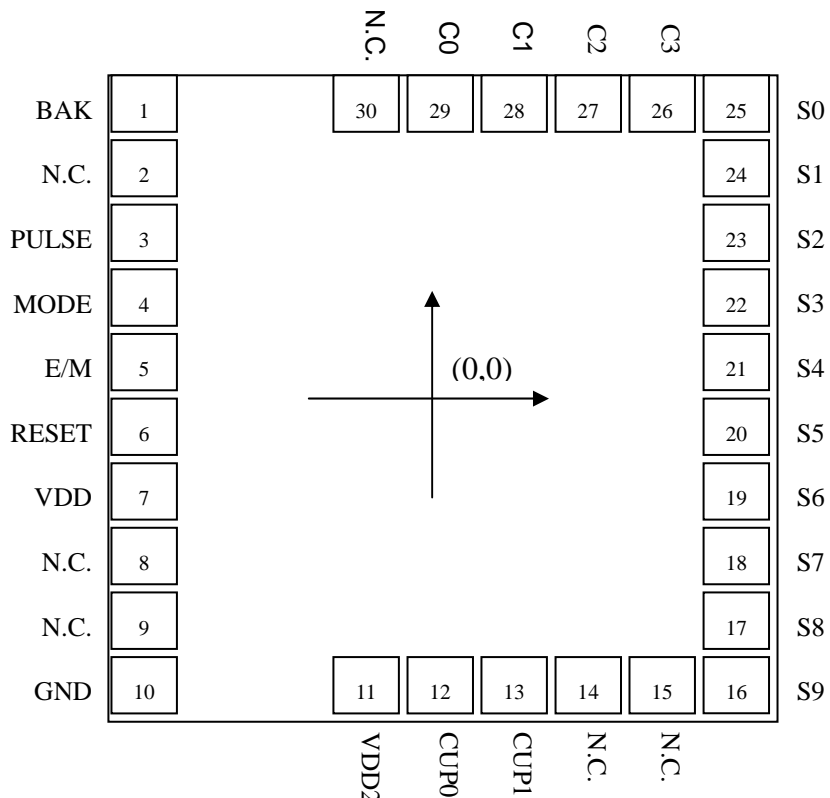 N.C. C0 C1 C2 C3
BAK 1 30 29 28 27 26 25 S0
N.C. 2 24 S1
PULSE 3 23 S2
MODE 4 22 S3
E/M 5 (0,0) 21 S4
RESET 6 20 S5
VDD 7 19 S6
N.C. 8 18 S7
N.C. 9 17 S8
GND 10 11 12 13 14 15 16 S9
VDD2 CUP0 CUP1 N.C. N.C.